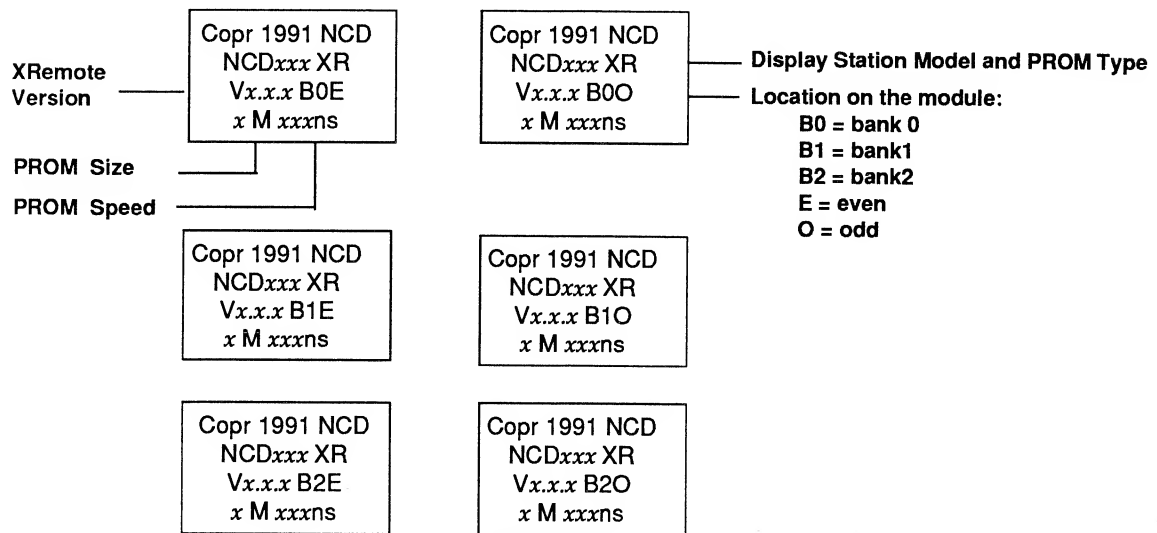 XRemote
Version
PROM Size
PROM Speed
Copr 1991 NCD
NCDxxx XR
Vx.x.x B0E
x M xxxns
Copr 1991 NCD
NCDxxx XR
Vx.x.x B0O
x M xxxns
Display Station Model and PROM Type
Location on the module:
B0 = bank 0
B1 = bank1
B2 = bank2
E = even
O = odd
Copr 1991 NCD
NCDxxx XR
Vx.x.x B1E
x M xxxns
Copr 1991 NCD
NCDxxx XR
Vx.x.x B1O
x M xxxns
Copr 1991 NCD
NCDxxx XR
Vx.x.x B2E
x M xxxns
Copr 1991 NCD
NCDxxx XR
Vx.x.x B2O
x M xxxns